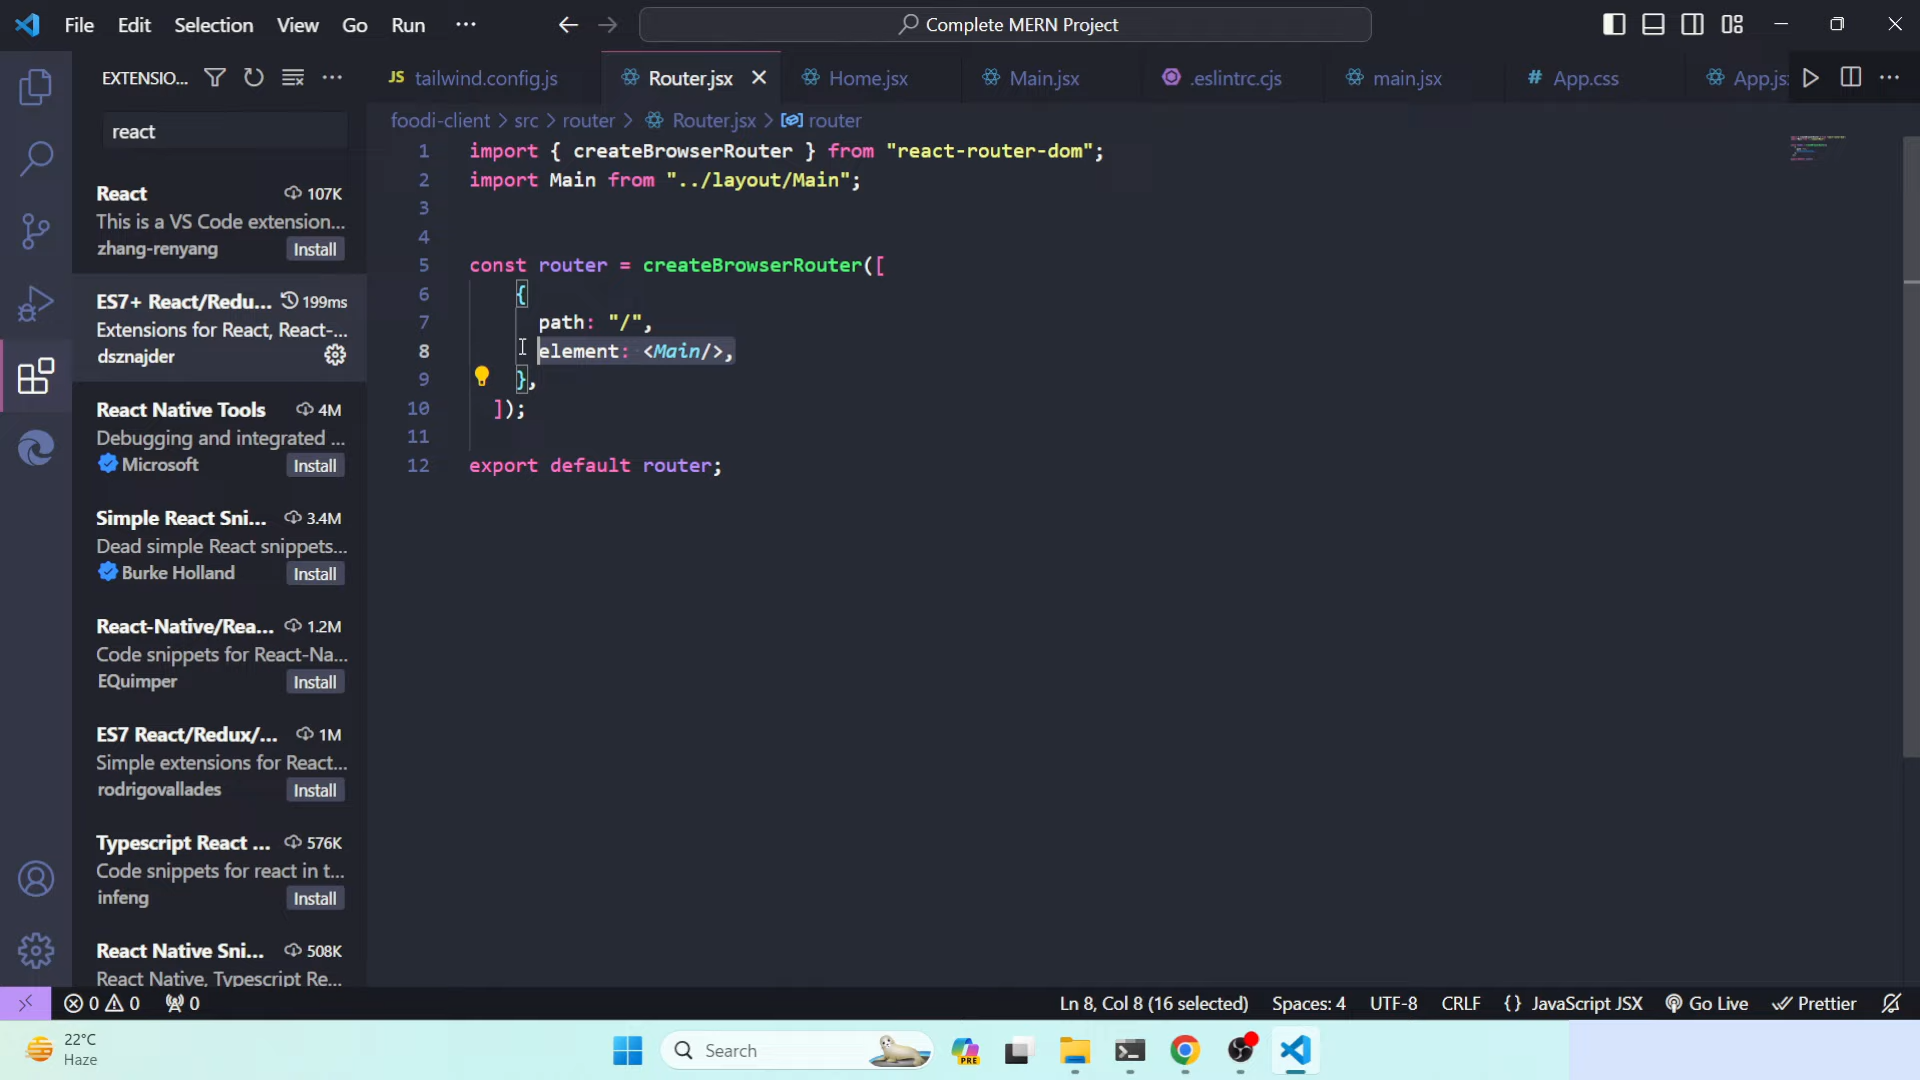 File Edit Selection View Go Run ··· Complete MERN Project
EXTENSIO... ···
react
React 107K
This is a VS Code extension...
zhang-renyang Install
ES7+ React/Redu... 199ms
Extensions for React, React-...
dsznajder
React Native Tools 4M
Debugging and integrated ...
Microsoft Install
Simple React Sni... 3.4M
Dead simple React snippets...
Burke Holland Install
React-Native/Rea... 1.2M
Code snippets for React-Na...
EQuimper Install
ES7 React/Redux/... 1M
Simple extensions for React...
rodrigovallades Install
Typescript React ... 576K
Code snippets for react in t...
infeng Install
React Native Sni... 508K
React Native, Typescript Re...
JS tailwind.config.js Router.jsx Home.jsx Main.jsx .eslintrc.cjs main.jsx # App.css App.js ···
foodi-client > src > router > Router.jsx > router
1 import { createBrowserRouter } from "react-router-dom";
2 import Main from "../layout/Main";
3
4
5 const router = createBrowserRouter([
6 {
7 path: "/",
8 element: <Main/>,
9 },
10 ]);
11
12 export default router;
0 0 0 Ln 8, Col 8 (16 selected) Spaces: 4 UTF-8 CRLF {} JavaScript JSX Go Live Prettier
22°C
Haze
Search
PRE